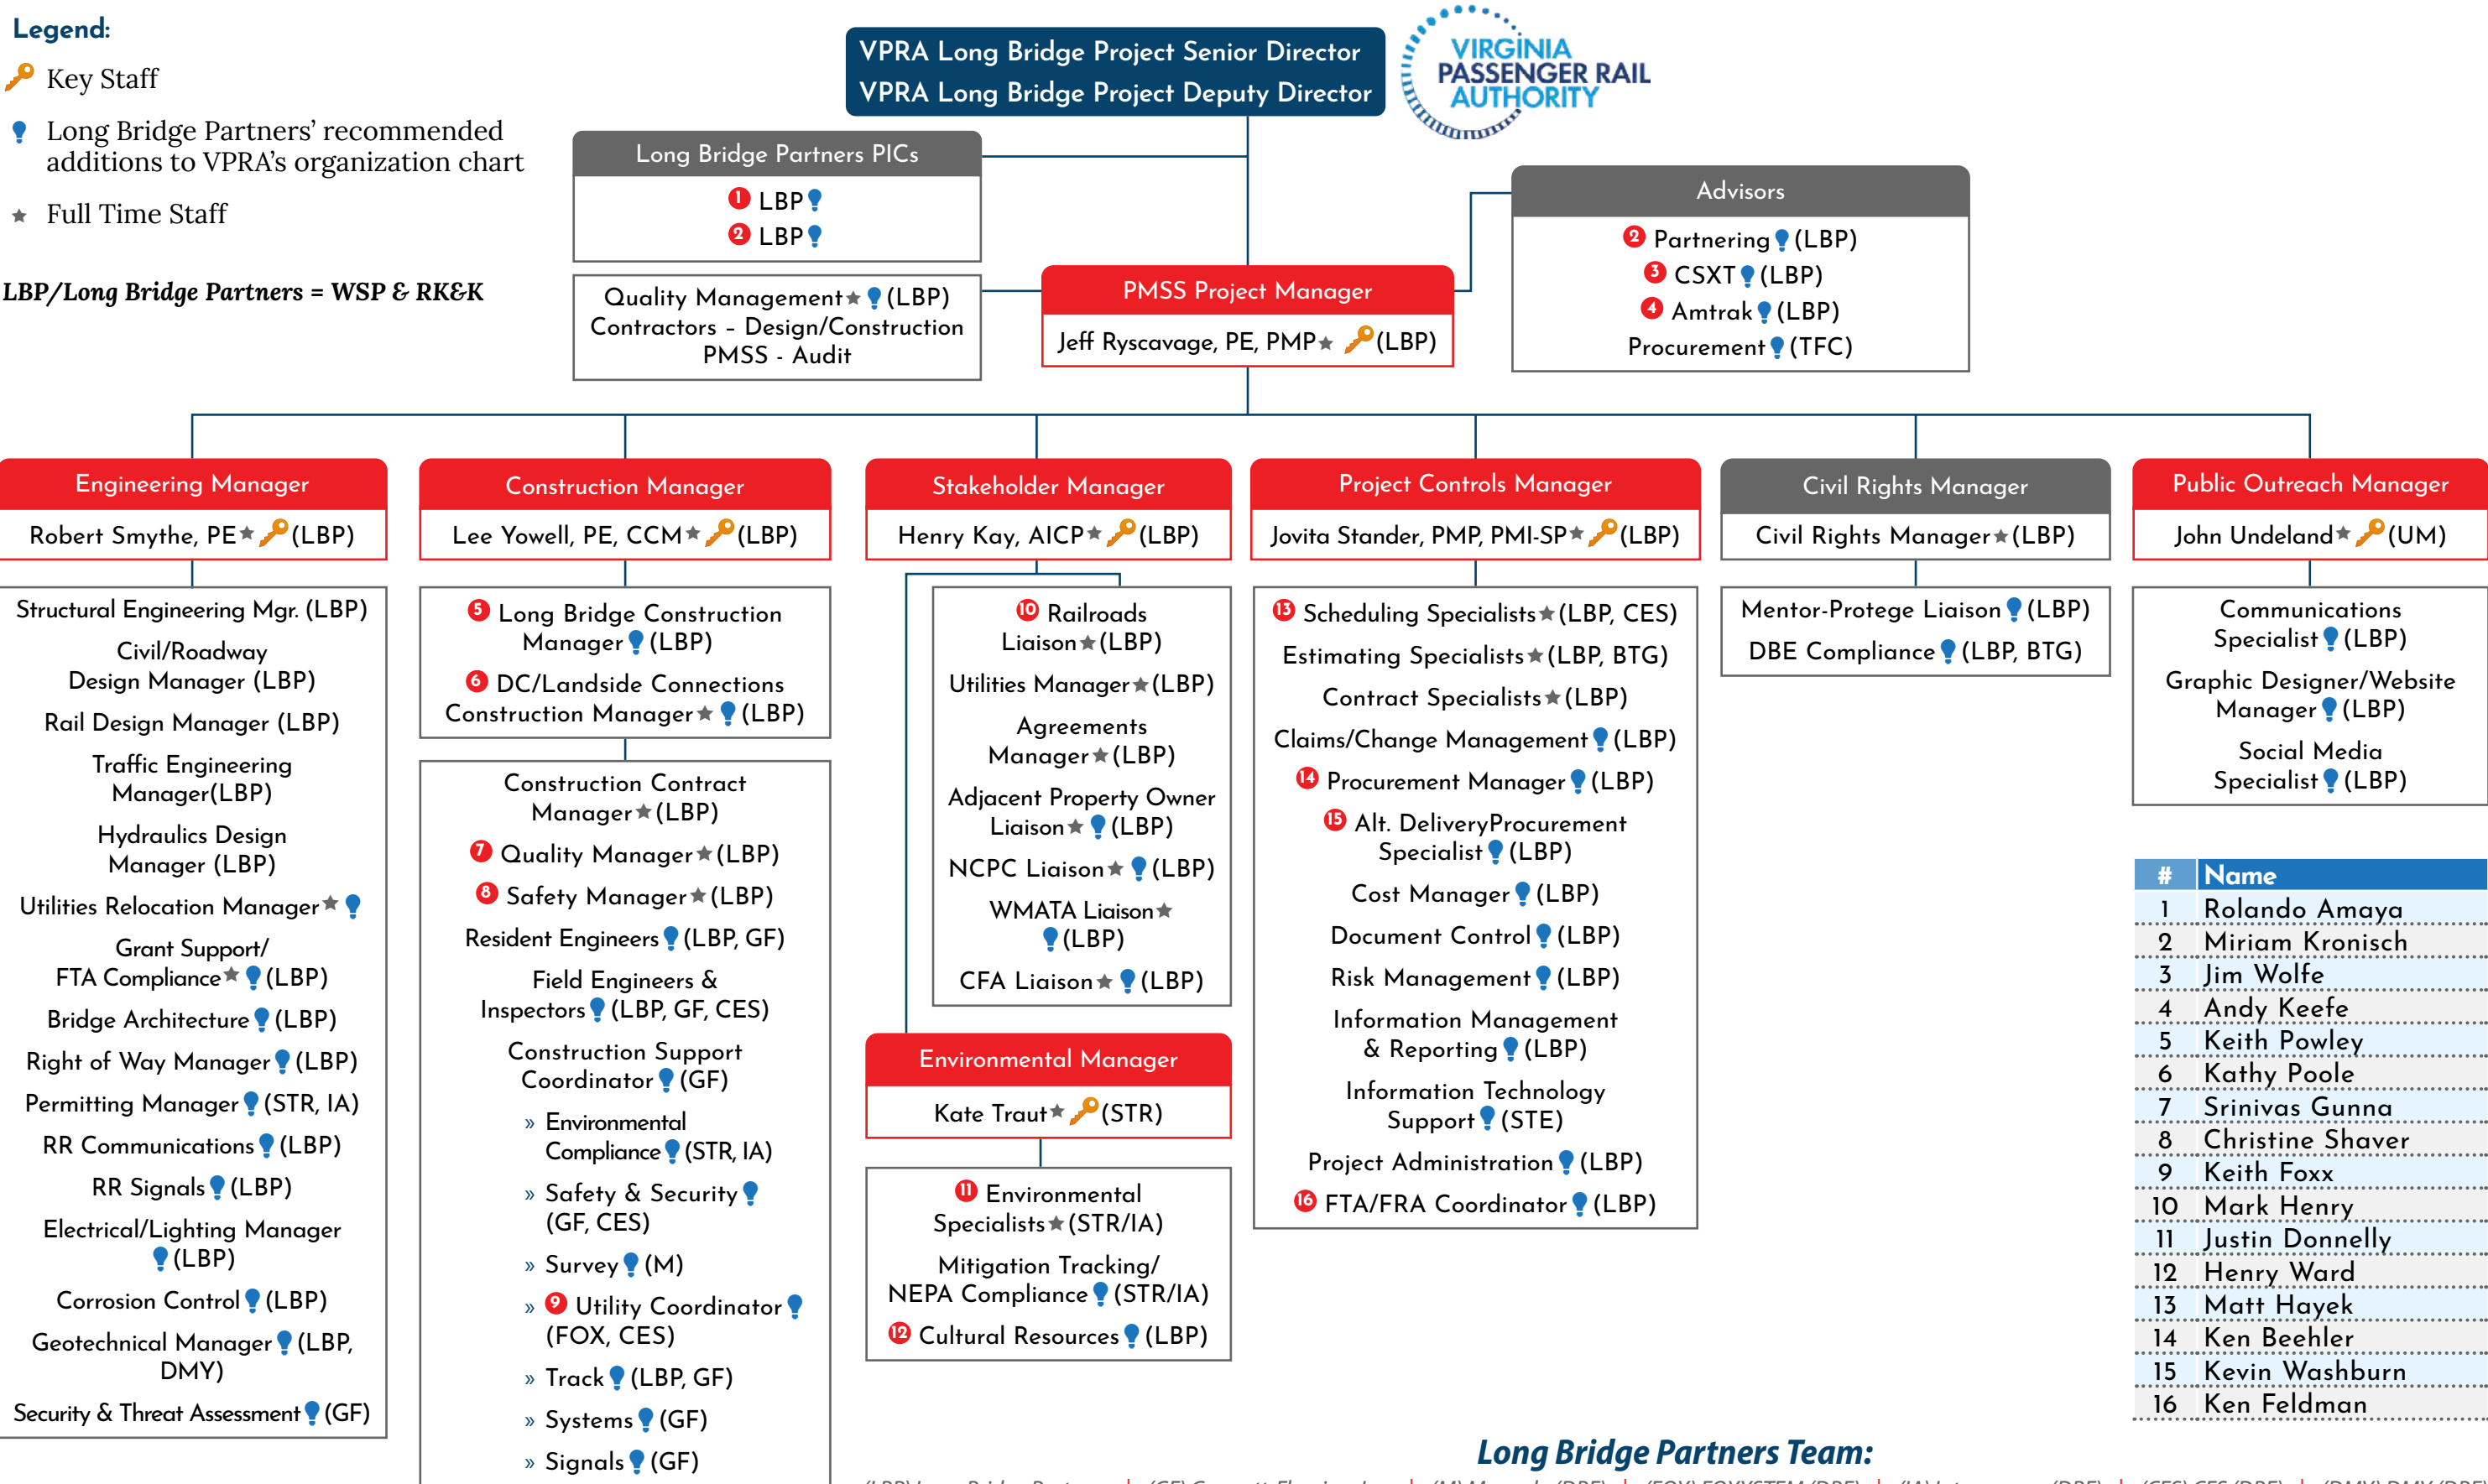 Legend:
Key Staff
Long Bridge Partners' recommended
additions to VPRA's organization chart
Full Time Staff
LBP/Long Bridge Partners = WSP & RK&K
VPRA Long Bridge Project Senior Director
VPRA Long Bridge Project Deputy Director
VIRGINIA
PASSENGER RAIL
AUTHORITY
Long Bridge Partners PICs
1 LBP
2 LBP
Quality Management (LBP)
Contractors – Design/Construction
PMSS - Audit
PMSS Project Manager
Jeff Ryscavage, PE, PMP (LBP)
Advisors
2 Partnering (LBP)
3 CSXT (LBP)
4 Amtrak (LBP)
Procurement (TFC)
Engineering Manager
Robert Smythe, PE (LBP)
Structural Engineering Mgr. (LBP)
Civil/Roadway
Design Manager (LBP)
Rail Design Manager (LBP)
Traffic Engineering
Manager(LBP)
Hydraulics Design
Manager (LBP)
Utilities Relocation Manager
Grant Support/
FTA Compliance (LBP)
Bridge Architecture (LBP)
Right of Way Manager (LBP)
Permitting Manager (STR, IA)
RR Communications (LBP)
RR Signals (LBP)
Electrical/Lighting Manager
(LBP)
Corrosion Control (LBP)
Geotechnical Manager (LBP,
DMY)
Security & Threat Assessment (GF)
Construction Manager
Lee Yowell, PE, CCM (LBP)
5 Long Bridge Construction
Manager (LBP)
6 DC/Landside Connections
Construction Manager (LBP)
Construction Contract
Manager (LBP)
7 Quality Manager (LBP)
8 Safety Manager (LBP)
Resident Engineers (LBP, GF)
Field Engineers &
Inspectors (LBP, GF, CES)
Construction Support
Coordinator (GF)
» Environmental
Compliance (STR, IA)
» Safety & Security
(GF, CES)
» Survey (M)
» 9 Utility Coordinator
(FOX, CES)
» Track (LBP, GF)
» Systems (GF)
» Signals (GF)
Stakeholder Manager
Henry Kay, AICP (LBP)
10 Railroads
Liaison (LBP)
Utilities Manager (LBP)
Agreements
Manager (LBP)
Adjacent Property Owner
Liaison (LBP)
NCPC Liaison (LBP)
WMATA Liaison
(LBP)
CFA Liaison (LBP)
Environmental Manager
Kate Traut (STR)
11 Environmental
Specialists (STR/IA)
Mitigation Tracking/
NEPA Compliance (STR/IA)
12 Cultural Resources (LBP)
Project Controls Manager
Jovita Stander, PMP, PMI-SP (LBP)
13 Scheduling Specialists (LBP, CES)
Estimating Specialists (LBP, BTG)
Contract Specialists (LBP)
Claims/Change Management (LBP)
14 Procurement Manager (LBP)
15 Alt. DeliveryProcurement
Specialist (LBP)
Cost Manager (LBP)
Document Control (LBP)
Risk Management (LBP)
Information Management
& Reporting (LBP)
Information Technology
Support (STE)
Project Administration (LBP)
16 FTA/FRA Coordinator (LBP)
Civil Rights Manager
Civil Rights Manager (LBP)
Mentor-Protege Liaison (LBP)
DBE Compliance (LBP, BTG)
Public Outreach Manager
John Undeland (UM)
Communications
Specialist (LBP)
Graphic Designer/Website
Manager (LBP)
Social Media
Specialist (LBP)
# Name
1 Rolando Amaya
2 Miriam Kronisch
3 Jim Wolfe
4 Andy Keefe
5 Keith Powley
6 Kathy Poole
7 Srinivas Gunna
8 Christine Shaver
9 Keith Foxx
10 Mark Henry
11 Justin Donnelly
12 Henry Ward
13 Matt Hayek
14 Ken Beehler
15 Kevin Washburn
16 Ken Feldman
Long Bridge Partners Team: